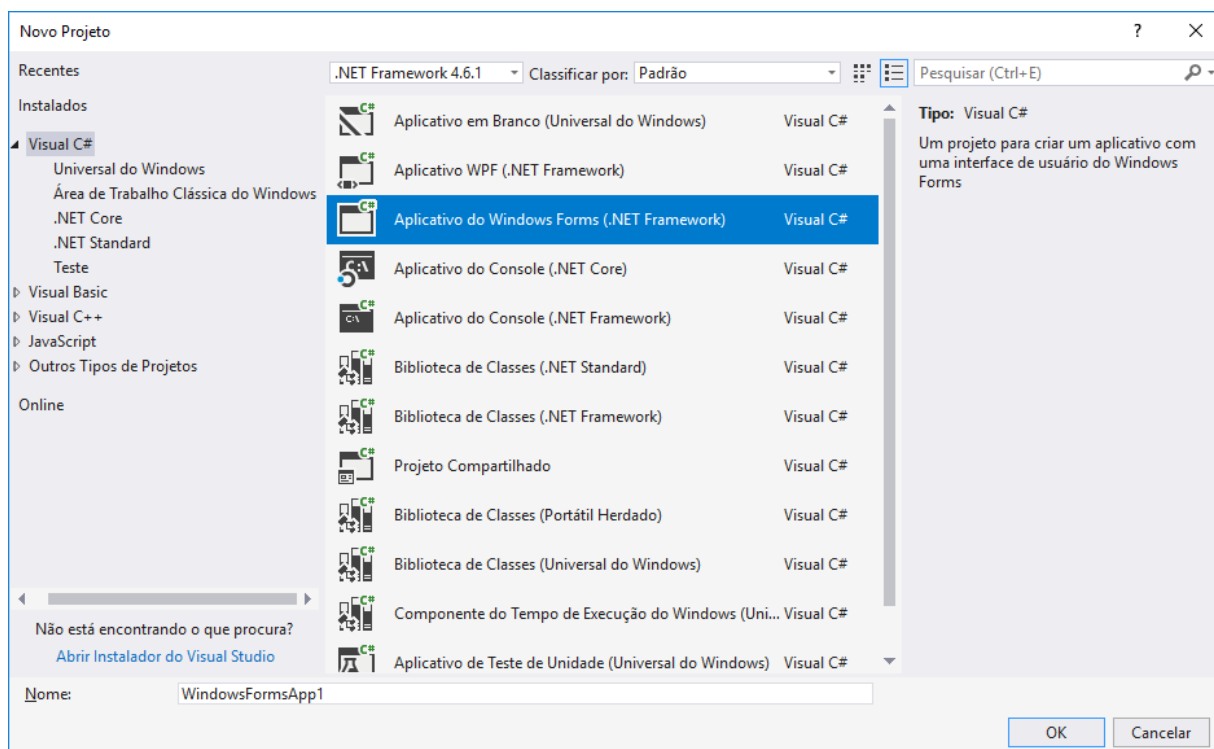 Novo Projeto
?
Recentes
.NET Framework 4.6.1
Classificar por:
Padrão
Pesquisar (Ctrl+E)
Instalados
Visual C#
Universal do Windows
Área de Trabalho Clássica do Windows
.NET Core
.NET Standard
Teste
Visual Basic
Visual C++
JavaScript
Outros Tipos de Projetos
Online
Não está encontrando o que procura?
Abrir Instalador do Visual Studio
Aplicativo em Branco (Universal do Windows) Visual C#
Aplicativo WPF (.NET Framework) Visual C#
Aplicativo do Windows Forms (.NET Framework) Visual C#
Aplicativo do Console (.NET Core) Visual C#
Aplicativo do Console (.NET Framework) Visual C#
Biblioteca de Classes (.NET Standard) Visual C#
Biblioteca de Classes (.NET Framework) Visual C#
Projeto Compartilhado Visual C#
Biblioteca de Classes (Portátil Herdado) Visual C#
Biblioteca de Classes (Universal do Windows) Visual C#
Componente do Tempo de Execução do Windows (Uni... Visual C#
Aplicativo de Teste de Unidade (Universal do Windows) Visual C#
Tipo: Visual C#
Um projeto para criar um aplicativo com
uma interface de usuário do Windows
Forms
Nome:
WindowsFormsApp1
OK
Cancelar